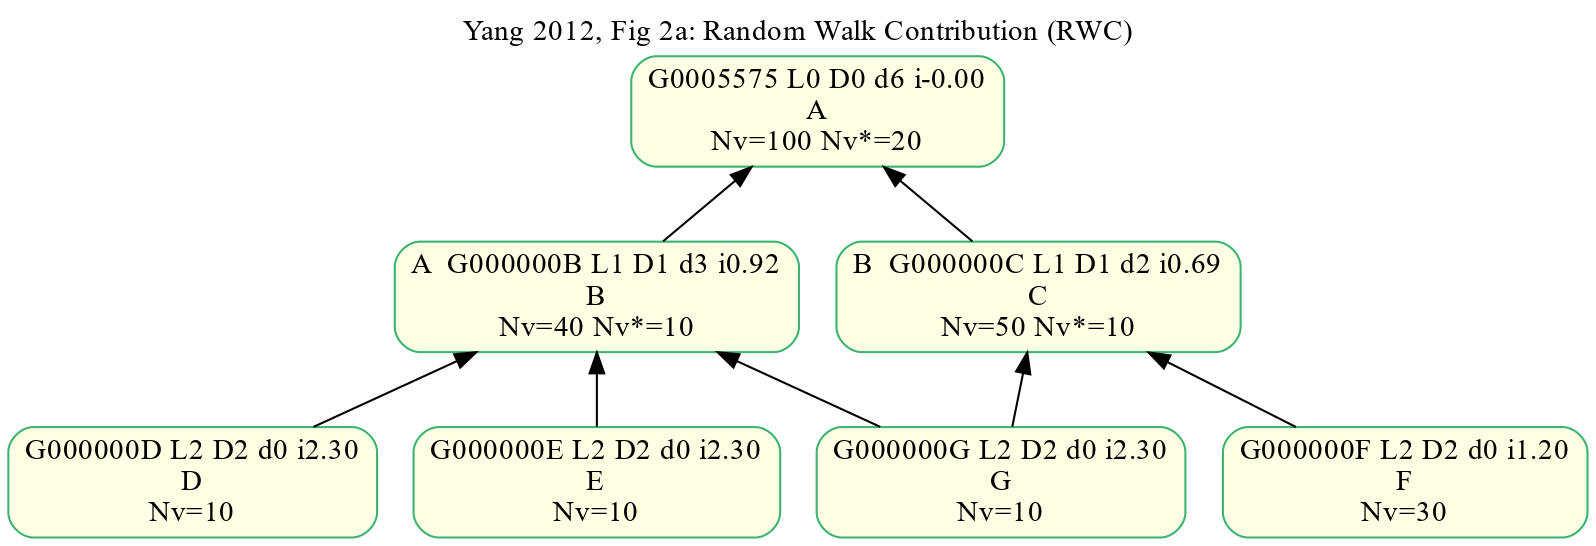 Yang 2012, Fig 2a: Random Walk Contribution (RWC)
G0005575 L0 D0 d6 i-0.00
A
Nv=100 Nv*=20
A  G000000B L1 D1 d3 i0.92
B
Nv=40 Nv*=10
B  G000000C L1 D1 d2 i0.69
C
Nv=50 Nv*=10
G000000D L2 D2 d0 i2.30
D
Nv=10
G000000E L2 D2 d0 i2.30
E
Nv=10
G000000G L2 D2 d0 i2.30
G
Nv=10
G000000F L2 D2 d0 i1.20
F
Nv=30